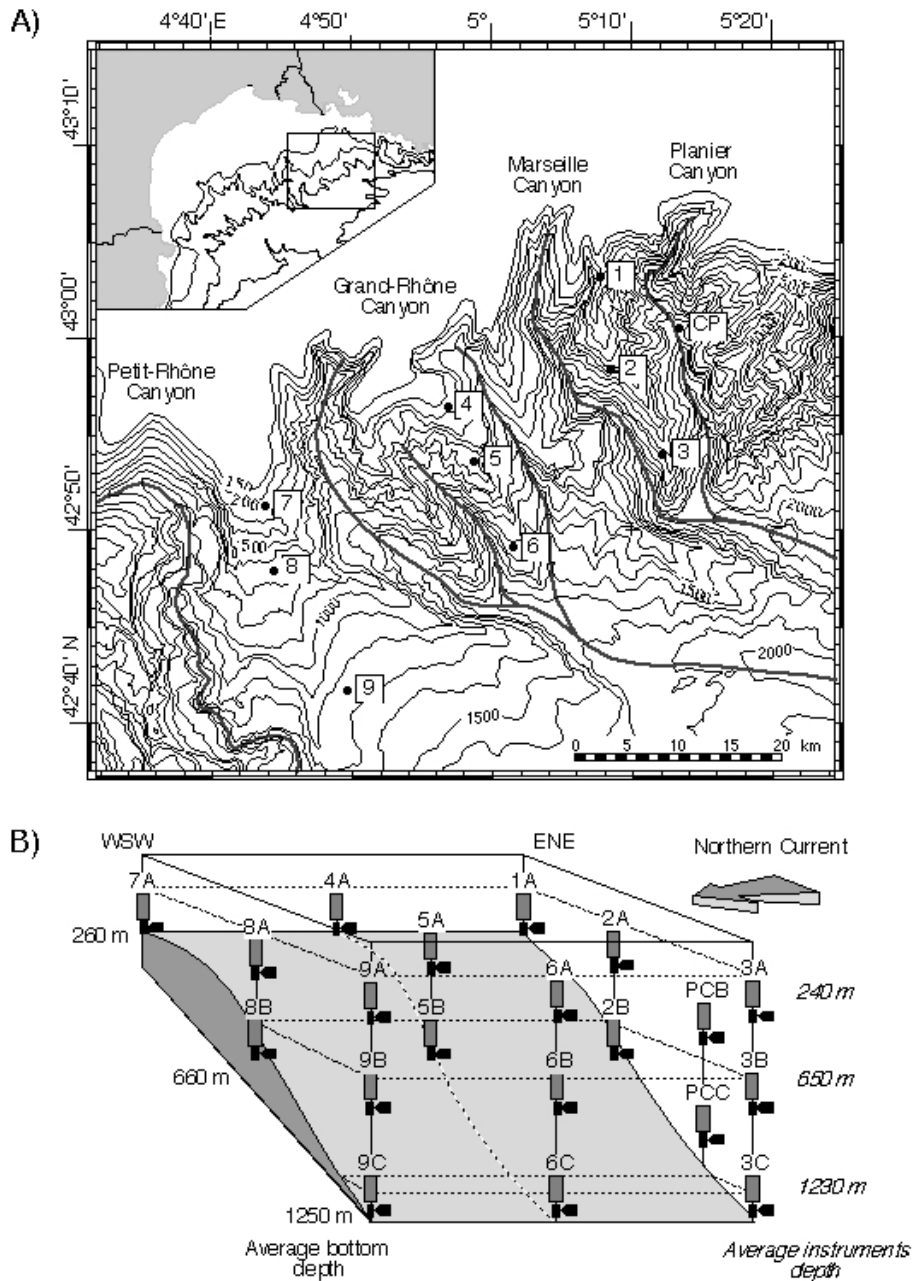 A)
4°40' E 4°50' 5° 5°10' 5°20'
43°10'
43°00'
42°50'
42°40' N
Marseille
Canyon
Planier
Canyon
Grand-Rhône
Canyon
Petit-Rhône
Canyon
200
500
1
CP
2
4
3
5
150
200
7
6
500
8
2000
1500
1000
2000
9
1500
0 5 10 15 20 km
B)
WSW ENE Northern Current
7A 4A 1A
8A 5A 2A
260 m
9A 6A 3A
240 m
PCB
8B 5B 2B
9B 6B 3B
650 m
660 m
PCC
9C 6C 3C
1230 m
1250 m
Average bottom
depth
Average instruments
depth